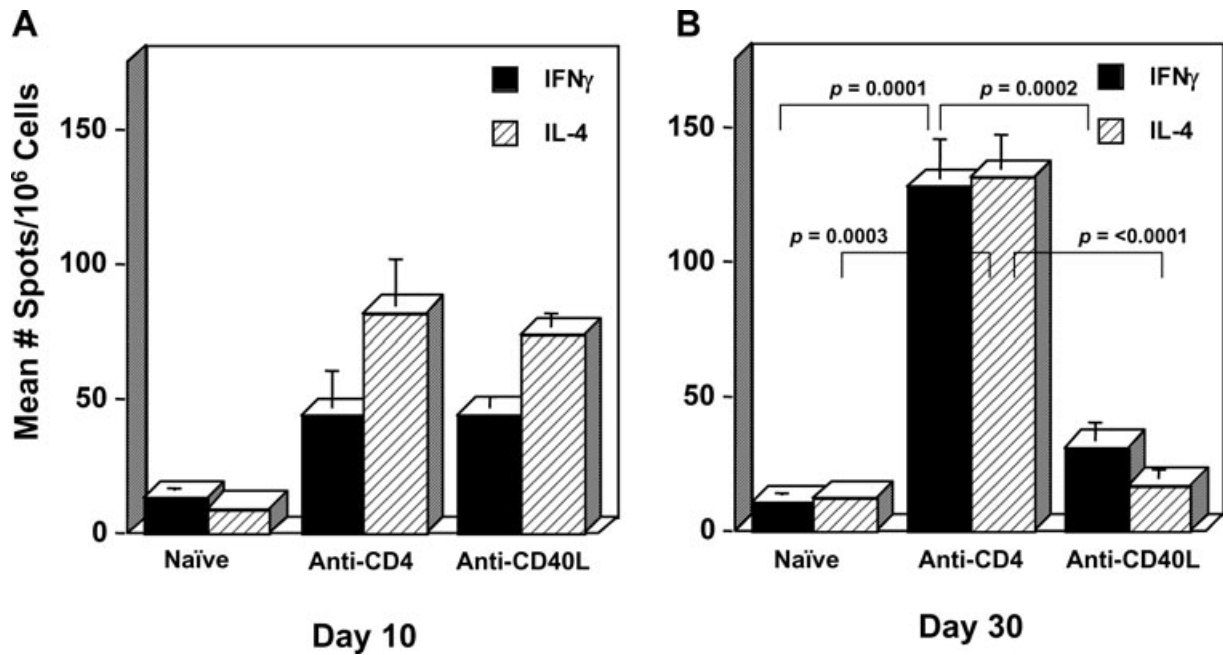 A
Mean # Spots/10⁶ Cells
150
100
50
0
IFNγ
IL-4
Naïve
Anti-CD4
Anti-CD40L
Day 10
B
150
100
50
0
IFNγ
IL-4
p = 0.0001
p = 0.0002
p = 0.0003
p = <0.0001
Naïve
Anti-CD4
Anti-CD40L
Day 30